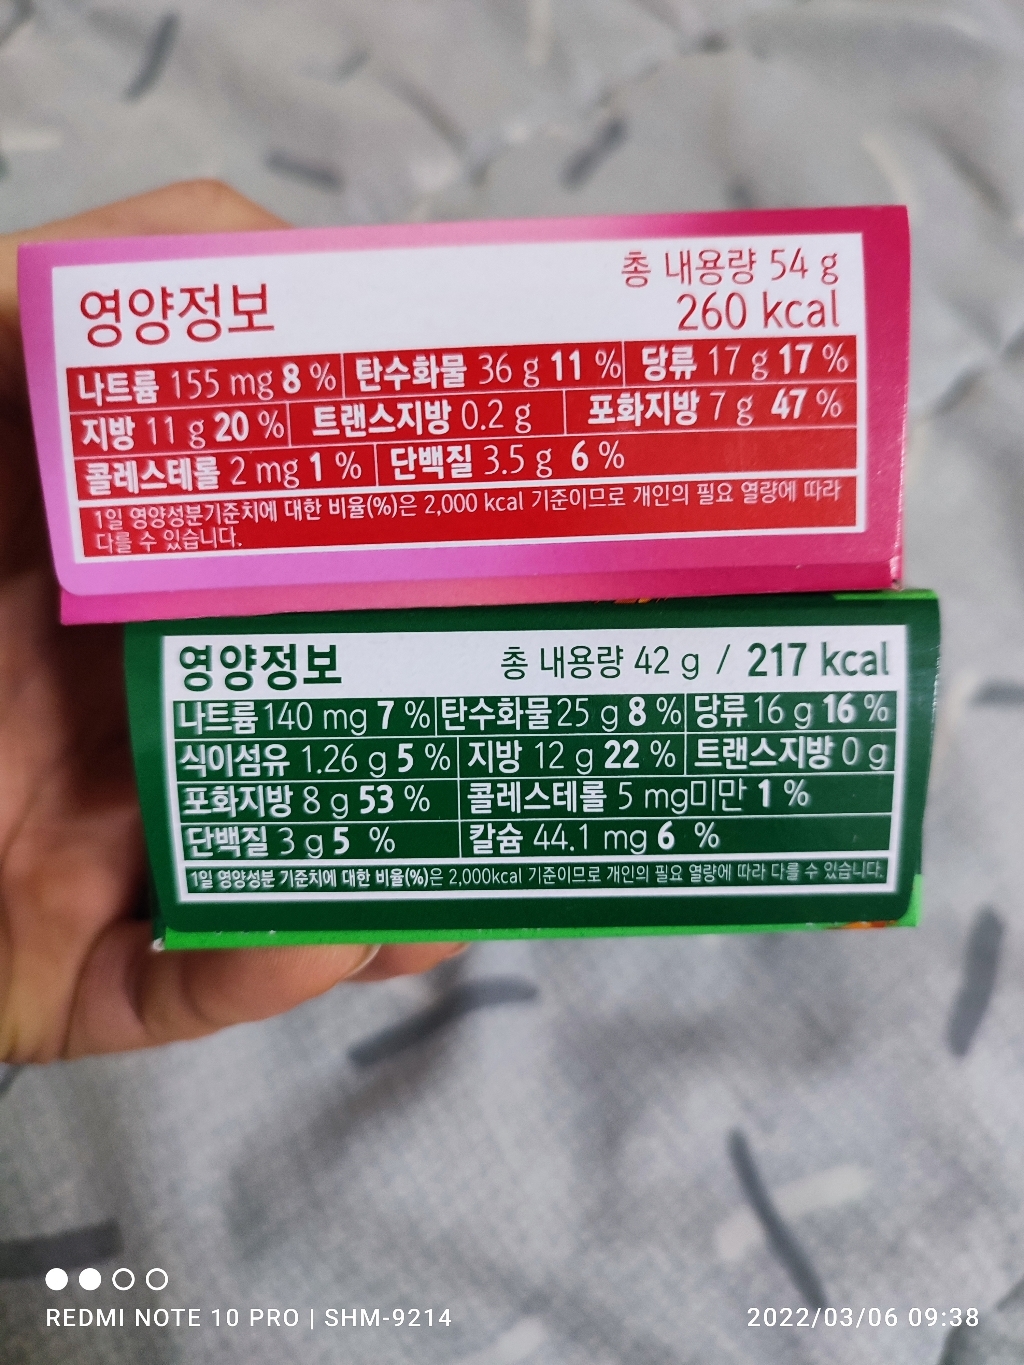 영양정보
총 내용량 54 g
260 kcal
나트륨 155 mg 8 % 탄수화물 36 g 11 % 당류 17 g 17 %
지방 11 g 20 % 트랜스지방 0.2 g 포화지방 7 g 47 %
콜레스테롤 2 mg 1 % 단백질 3.5 g 6 %
1일 영양성분기준치에 대한 비율(%)은 2,000 kcal 기준이므로 개인의 필요 열량에 따라
다를 수 있습니다.
영양정보 총 내용량 42 g / 217 kcal
나트륨 140 mg 7 % 탄수화물 25 g 8 % 당류 16 g 16 %
식이섬유 1.26 g 5 % 지방 12 g 22 % 트랜스지방 0 g
포화지방 8 g 53 % 콜레스테롤 5 mg미만 1 %
단백질 3 g 5 % 칼슘 44.1 mg 6 %
1일 영양성분 기준치에 대한 비율(%)은 2,000kcal 기준이므로 개인의 필요 열량에 따라 다를 수 있습니다.
REDMI NOTE 10 PRO | SHM-9214
2022/03/06 09:38